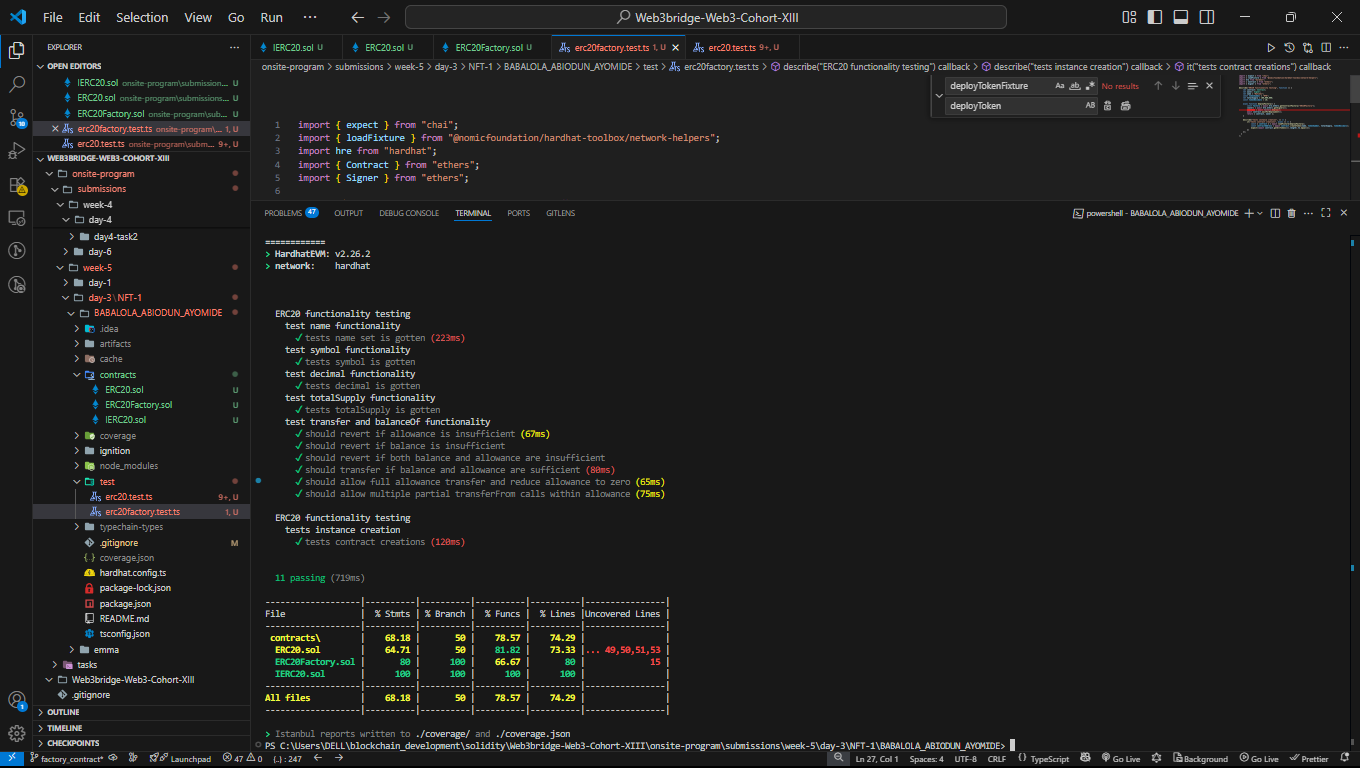 File Edit Selection View Go Run ··· Web3bridge-Web3-Cohort-XIII
EXPLORER
OPEN EDITORS
IERC20.sol onsite-program\submission... U
ERC20.sol onsite-program\submissions... U
ERC20Factory.sol onsite-program\sub... U
erc20factory.test.ts onsite-program\... 1, U
erc20.test.ts onsite-program\subm... 9+, U
WEB3BRIDGE-WEB3-COHORT-XIII
onsite-program
submissions
week-4
day-4
day4-task2
day-6
week-5
day-1
day-3\NFT-1
BABALOLA_ABIODUN_AYOMIDE
.idea
artifacts
cache
contracts
ERC20.sol U
ERC20Factory.sol U
IERC20.sol U
coverage
ignition
node_modules
test
erc20.test.ts 9+, U
erc20factory.test.ts 1, U
typechain-types
.gitignore M
coverage.json
hardhat.config.ts
package-lock.json
package.json
README.md
tsconfig.json
emma
tasks
Web3bridge-Web3-Cohort-XIII
.gitignore
OUTLINE
TIMELINE
CHECKPOINTS
IERC20.sol U ERC20.sol U ERC20Factory.sol U erc20factory.test.ts 1, U erc20.test.ts 9+, U
onsite-program > submissions > week-5 > day-3 > NFT-1 > BABALOLA_ABIODUN_AYOMIDE > test > erc20factory.test.ts > describe("ERC20 functionality testing") callback > describe("tests instance creation") callback > it("tests contract creations") callback
deployTokenFixture Aa ab No results
deployToken AB
1 import { expect } from "chai";
2 import { loadFixture } from "@nomicfoundation/hardhat-toolbox/network-helpers";
3 import hre from "hardhat";
4 import { Contract } from "ethers";
5 import { Signer } from "ethers";
6
PROBLEMS 47 OUTPUT DEBUG CONSOLE TERMINAL PORTS GITLENS powershell - BABALOLA_ABIODUN_AYOMIDE
============
> HardhatEVM: v2.26.2
> network: hardhat
ERC20 functionality testing
test name functionality
✓ tests name set is gotten (223ms)
test symbol functionality
✓ tests symbol is gotten
test decimal functionality
✓ tests decimal is gotten
test totalSupply functionality
✓ tests totalSupply is gotten
test transfer and balanceOf functionality
✓ should revert if allowance is insufficient (67ms)
✓ should revert if balance is insufficient
✓ should revert if both balance and allowance are insufficient
✓ should transfer if balance and allowance are sufficient (80ms)
✓ should allow full allowance transfer and reduce allowance to zero (65ms)
✓ should allow multiple partial transferFrom calls within allowance (75ms)
ERC20 functionality testing
tests instance creation
✓ tests contract creations (120ms)
11 passing (719ms)
-------------------|----------|----------|----------|----------|----------------|
File | % Stmts | % Branch | % Funcs | % Lines |Uncovered Lines |
-------------------|----------|----------|----------|----------|----------------|
contracts\ | 68.18 | 50 | 78.57 | 74.29 | |
ERC20.sol | 64.71 | 50 | 81.82 | 73.33 |... 49,50,51,53 |
ERC20Factory.sol | 80 | 100 | 66.67 | 80 | 15 |
IERC20.sol | 100 | 100 | 100 | 100 | |
-------------------|----------|----------|----------|----------|----------------|
All files | 68.18 | 50 | 78.57 | 74.29 | |
-------------------|----------|----------|----------|----------|----------------|
> Istanbul reports written to ./coverage/ and ./coverage.json
PS C:\Users\DELL\blockchain_development\solidity\Web3bridge-Web3-Cohort-XIII\onsite-program\submissions\week-5\day-3\NFT-1\BABALOLA_ABIODUN_AYOMIDE>
factory_contract* Launchpad 47 0 {..} : 247 Ln 27, Col 1 Spaces: 4 UTF-8 CRLF {} TypeScript Go Live Background Go Live Prettier